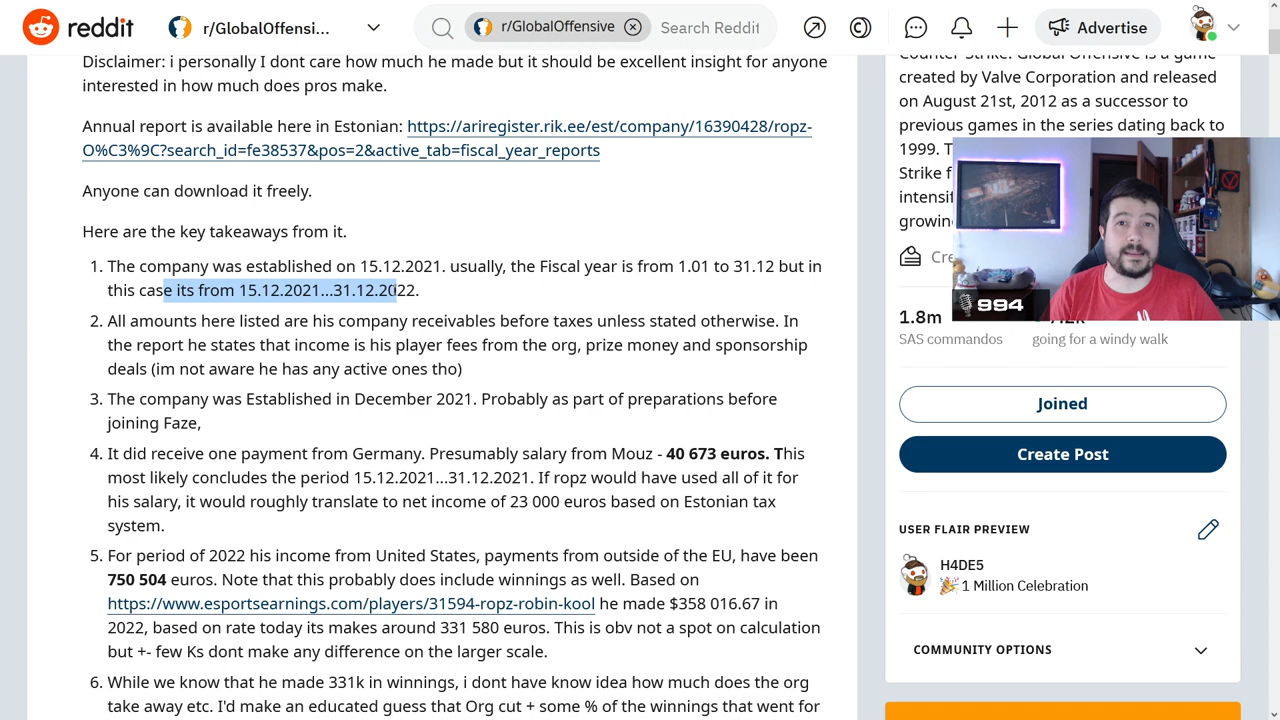 reddit
r/GlobalOffensi...
r/GlobalOffensive
Search Reddit
Advertise
Disclaimer: i personally I dont care how much he made but it should be excellent insight for anyone
interested in how much does pros make.
Annual report is available here in Estonian: https://ariregister.rik.ee/est/company/16390428/ropz-
O%C3%9C?search_id=fe38537&pos=2&active_tab=fiscal_year_reports
Anyone can download it freely.
Here are the key takeaways from it.
1. The company was established on 15.12.2021. usually, the Fiscal year is from 1.01 to 31.12 but in
this case its from 15.12.2021...31.12.2022.
2. All amounts here listed are his company receivables before taxes unless stated otherwise. In
the report he states that income is his player fees from the org, prize money and sponsorship
deals (im not aware he has any active ones tho)
3. The company was Established in December 2021. Probably as part of preparations before
joining Faze,
4. It did receive one payment from Germany. Presumably salary from Mouz - 40 673 euros. This
most likely concludes the period 15.12.2021...31.12.2021. If ropz would have used all of it for
his salary, it would roughly translate to net income of 23 000 euros based on Estonian tax
system.
5. For period of 2022 his income from United States, payments from outside of the EU, have been
750 504 euros. Note that this probably does include winnings as well. Based on
https://www.esportsearnings.com/players/31594-ropz-robin-kool he made $358 016.67 in
2022, based on rate today its makes around 331 580 euros. This is obv not a spot on calculation
but +- few Ks dont make any difference on the larger scale.
6. While we know that he made 331k in winnings, i dont have know idea how much does the org
take away etc. I'd make an educated guess that Org cut + some % of the winnings that went for
Counter-Strike: Global Offensive is a game
created by Valve Corporation and released
on August 21st, 2012 as a successor to
previous games in the series dating back to
1999.
Strike
intensif
growing
Cre
994
1.8m
SAS commandos
going for a windy walk
Joined
Create Post
USER FLAIR PREVIEW
H4DE5
1 Million Celebration
COMMUNITY OPTIONS